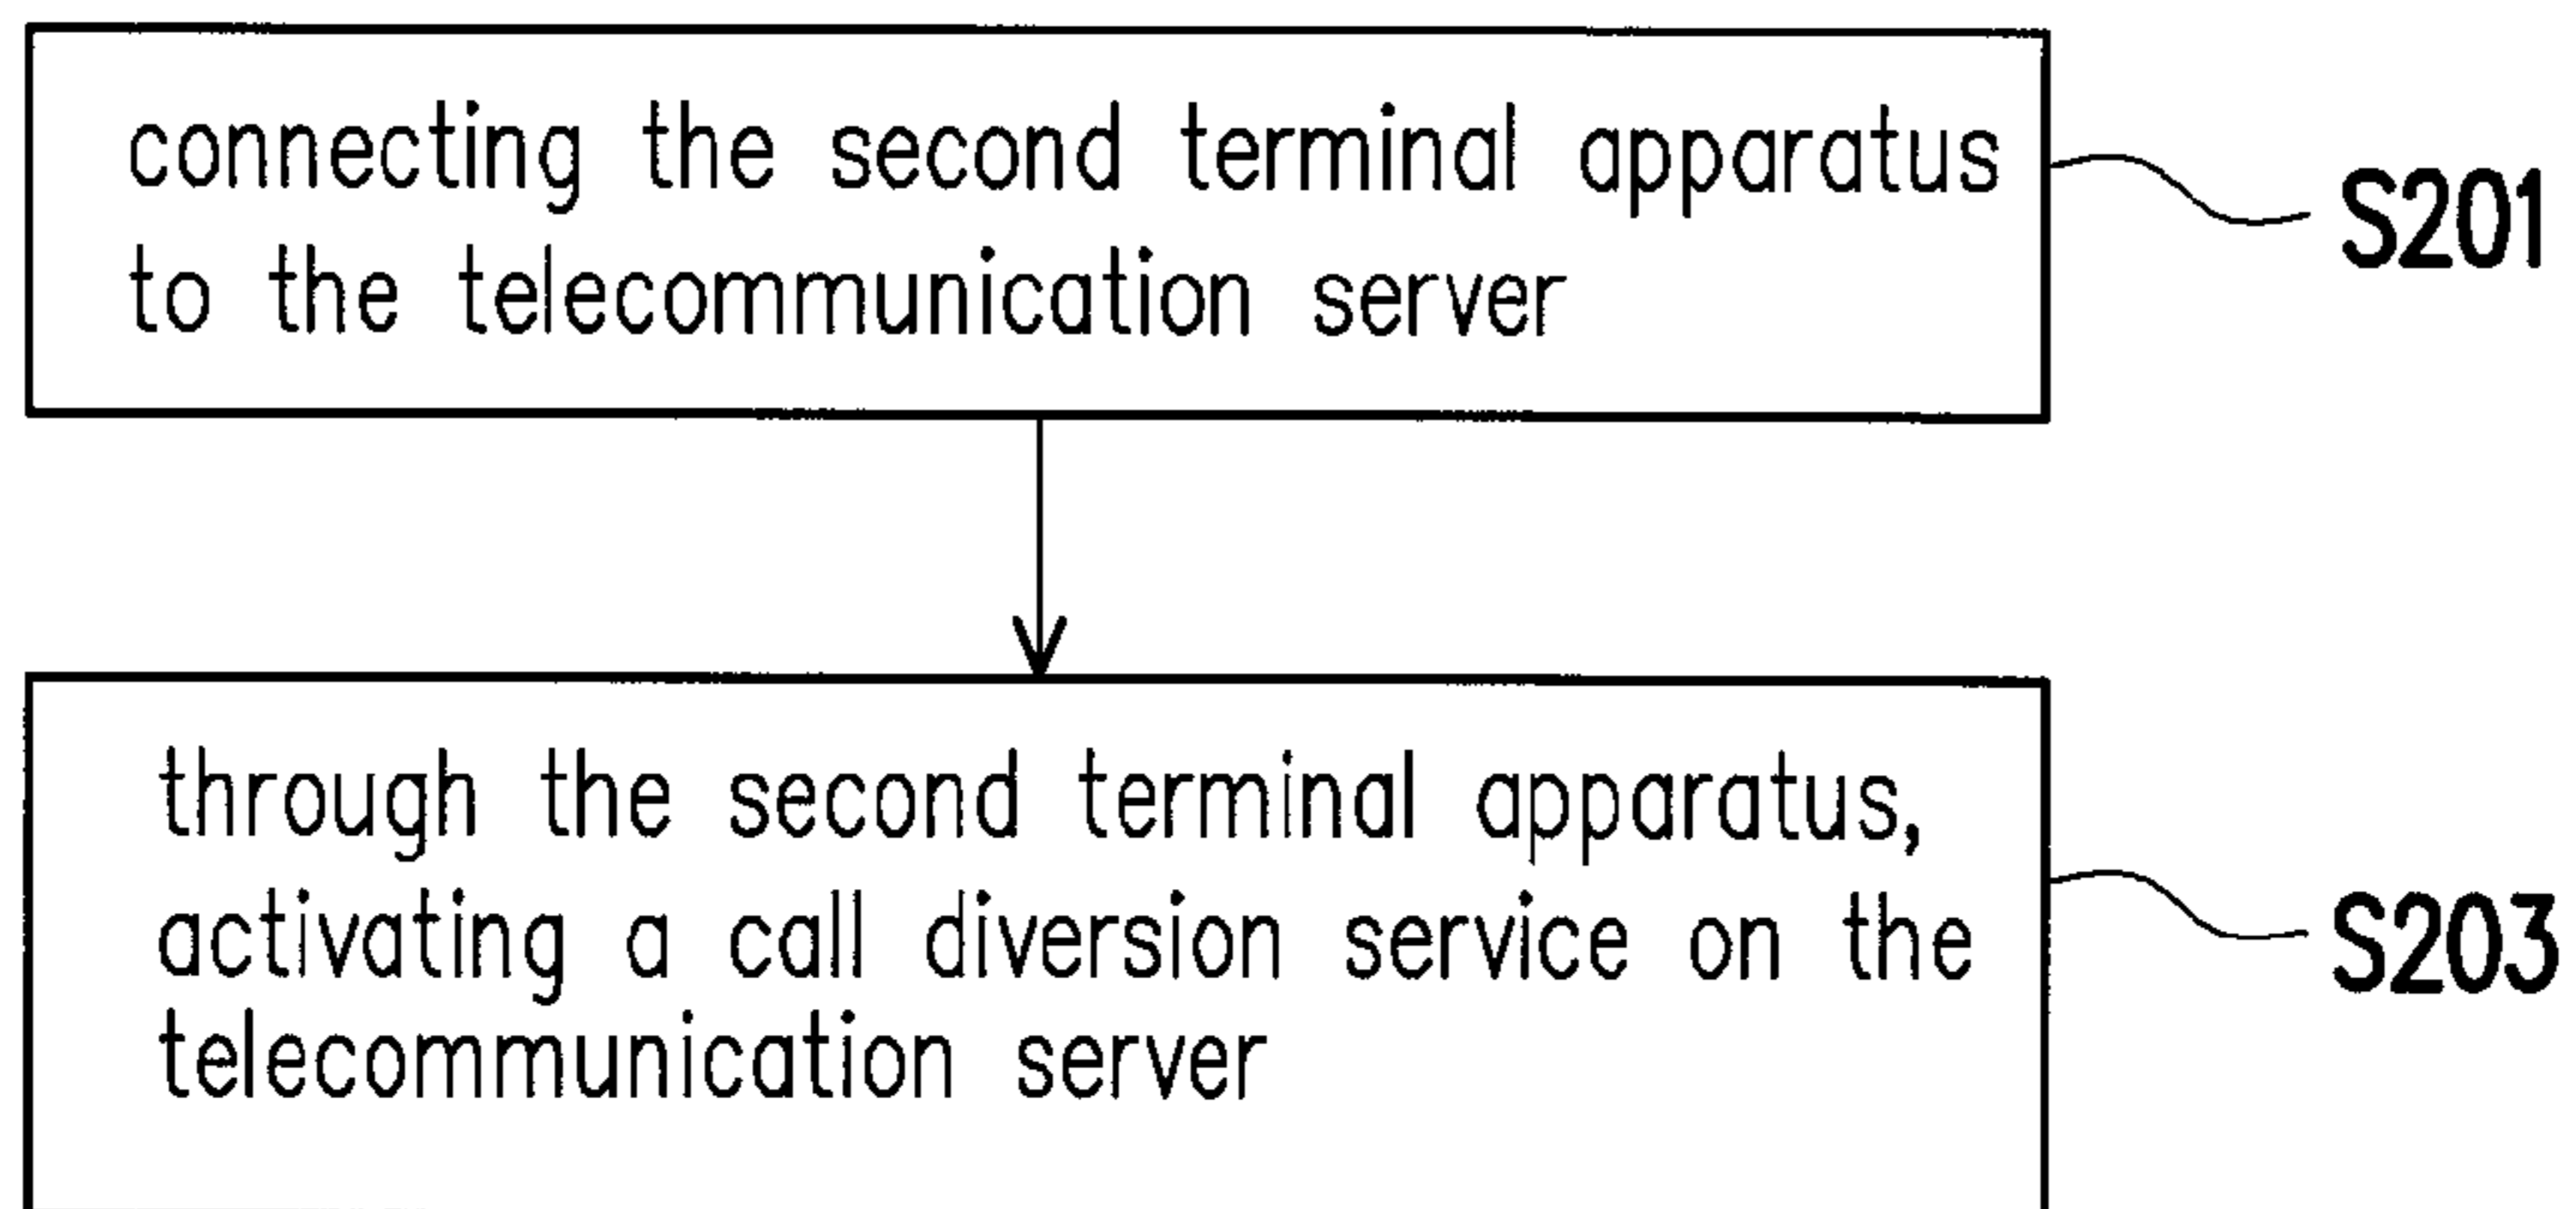 connecting the second terminal apparatus
to the telecommunication server
S201
through the second terminal apparatus,
activating a call diversion service on the
telecommunication server
S203